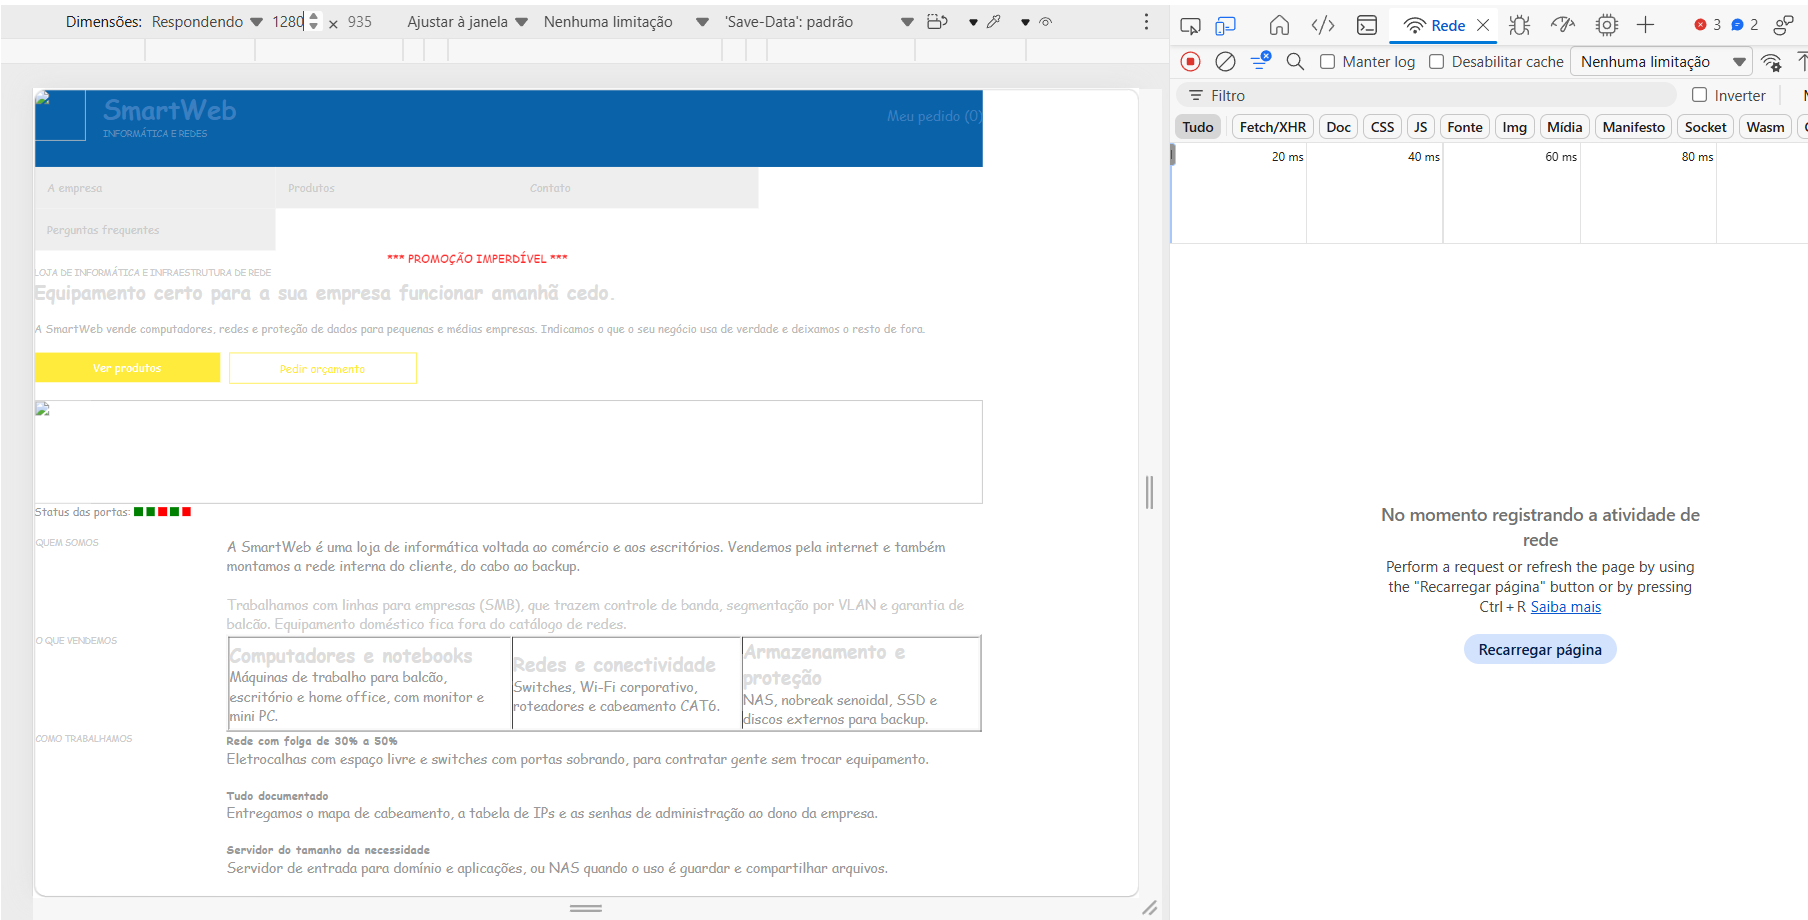 Dimensões: Respondendo 1280 × 935 Ajustar à janela Nenhuma limitação 'Save-Data': padrão
SmartWeb
INFORMÁTICA E REDES
Meu pedido (0)
A empresa Produtos Contato
Perguntas frequentes
*** PROMOÇÃO IMPERDÍVEL ***
LOJA DE INFORMÁTICA E INFRAESTRUTURA DE REDE
Equipamento certo para a sua empresa funcionar amanhã cedo.
A SmartWeb vende computadores, redes e proteção de dados para pequenas e médias empresas. Indicamos o que o seu negócio usa de verdade e deixamos o resto de fora.
Ver produtos Pedir orçamento
Status das portas:
QUEM SOMOS
A SmartWeb é uma loja de informática voltada ao comércio e aos escritórios. Vendemos pela internet e também
montamos a rede interna do cliente, do cabo ao backup.
Trabalhamos com linhas para empresas (SMB), que trazem controle de banda, segmentação por VLAN e garantia de
balcão. Equipamento doméstico fica fora do catálogo de redes.
O QUE VENDEMOS
Computadores e notebooks
Máquinas de trabalho para balcão,
escritório e home office, com monitor e
mini PC.
Redes e conectividade
Switches, Wi-Fi corporativo,
roteadores e cabeamento CAT6.
Armazenamento e
proteção
NAS, nobreak senoidal, SSD e
discos externos para backup.
COMO TRABALHAMOS
Rede com folga de 30% a 50%
Eletrocalhas com espaço livre e switches com portas sobrando, para contratar gente sem trocar equipamento.
Tudo documentado
Entregamos o mapa de cabeamento, a tabela de IPs e as senhas de administração ao dono da empresa.
Servidor do tamanho da necessidade
Servidor de entrada para domínio e aplicações, ou NAS quando o uso é guardar e compartilhar arquivos.
Rede 3 2
Manter log Desabilitar cache Nenhuma limitação
Filtro Inverter
Tudo Fetch/XHR Doc CSS JS Fonte Img Mídia Manifesto Socket Wasm
20 ms 40 ms 60 ms 80 ms
No momento registrando a atividade de
rede
Perform a request or refresh the page by using
the "Recarregar página" button or by pressing
Ctrl + R Saiba mais
Recarregar página